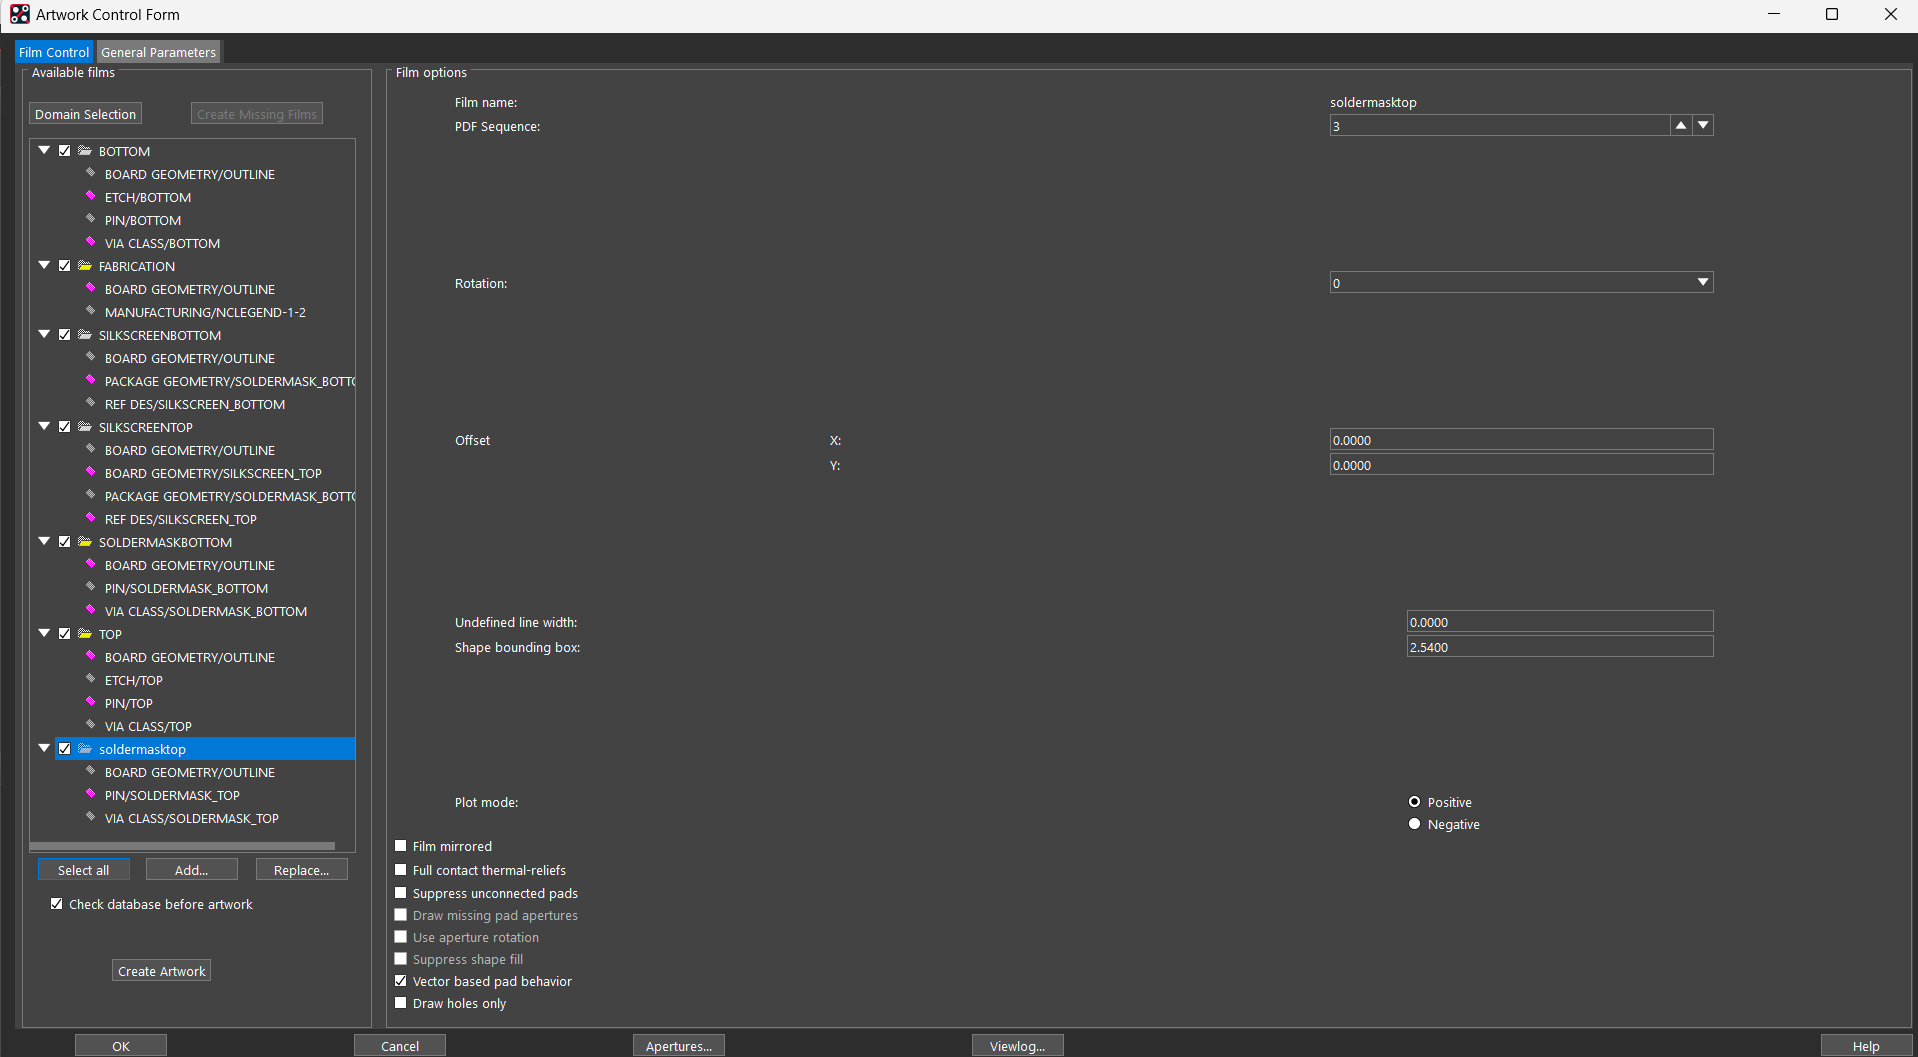 Artwork Control Form
Film Control
General Parameters
Available films
Domain Selection
Create Missing Films
BOTTOM
BOARD GEOMETRY/OUTLINE
ETCH/BOTTOM
PIN/BOTTOM
VIA CLASS/BOTTOM
FABRICATION
BOARD GEOMETRY/OUTLINE
MANUFACTURING/NCLEGEND-1-2
SILKSCREENBOTTOM
BOARD GEOMETRY/OUTLINE
PACKAGE GEOMETRY/SOLDERMASK_BOTTO
REF DES/SILKSCREEN_BOTTOM
SILKSCREENTOP
BOARD GEOMETRY/OUTLINE
BOARD GEOMETRY/SILKSCREEN_TOP
PACKAGE GEOMETRY/SOLDERMASK_BOTTO
REF DES/SILKSCREEN_TOP
SOLDERMASKBOTTOM
BOARD GEOMETRY/OUTLINE
PIN/SOLDERMASK_BOTTOM
VIA CLASS/SOLDERMASK_BOTTOM
TOP
BOARD GEOMETRY/OUTLINE
ETCH/TOP
PIN/TOP
VIA CLASS/TOP
soldermasktop
BOARD GEOMETRY/OUTLINE
PIN/SOLDERMASK_TOP
VIA CLASS/SOLDERMASK_TOP
Select all
Add...
Replace...
Check database before artwork
Create Artwork
Film options
Film name: soldermasktop
PDF Sequence: 3
Rotation: 0
Offset X: 0.0000
Y: 0.0000
Undefined line width: 0.0000
Shape bounding box: 2.5400
Plot mode: Positive
Negative
Film mirrored
Full contact thermal-reliefs
Suppress unconnected pads
Draw missing pad apertures
Use aperture rotation
Suppress shape fill
Vector based pad behavior
Draw holes only
OK
Cancel
Apertures...
Viewlog...
Help